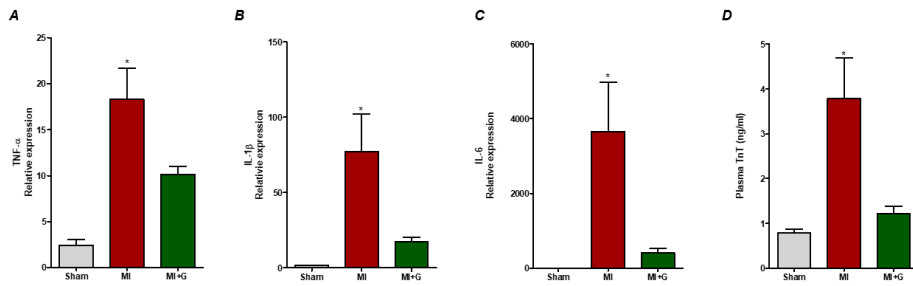 A
TNF-α
Relative expression
25
20
15
10
5
0
*
Sham MI MI+G
B
IL-1β
Relativie expression
150
100
50
0
*
Sham MI MI+G
C
IL-6
Relative expression
6000
4000
2000
0
*
Sham MI MI+G
D
Plasma TnT (ng/ml)
5
4
3
2
1
0
*
Sham MI MI+G